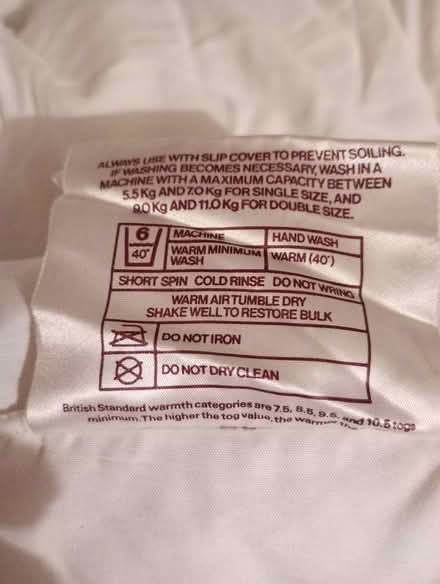 ALWAYS USE WITH SLIP COVER TO PREVENT SOILING.
IF WASHING BECOMES NECESSARY, WASH IN A
MACHINE WITH A MAXIMUM CAPACITY BETWEEN
5.5 Kg AND 7.0 Kg FOR SINGLE SIZE, AND
9.0 Kg AND 11.0 Kg FOR DOUBLE SIZE.
6 MACHINE HAND WASH
40° WARM MINIMUM WASH WARM (40°)
SHORT SPIN COLD RINSE DO NOT WRING
WARM AIR TUMBLE DRY
SHAKE WELL TO RESTORE BULK
DO NOT IRON
DO NOT DRY CLEAN
British Standard warmth categories are 7.5, 8.5, 9.5, and 10.5 togs
minimum. The higher the tog value, the warmer